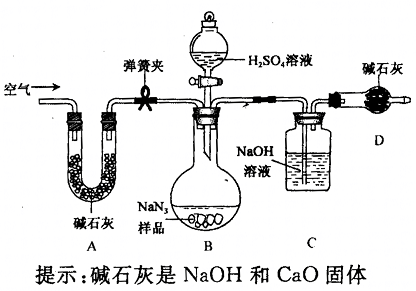 弹簧夹
H₂SO₄溶液
碱石灰
空气
NaOH
溶液
D
NaN₃
样品
碱石灰
A
B
C
提示:碱石灰是 NaOH 和 CaO 固体